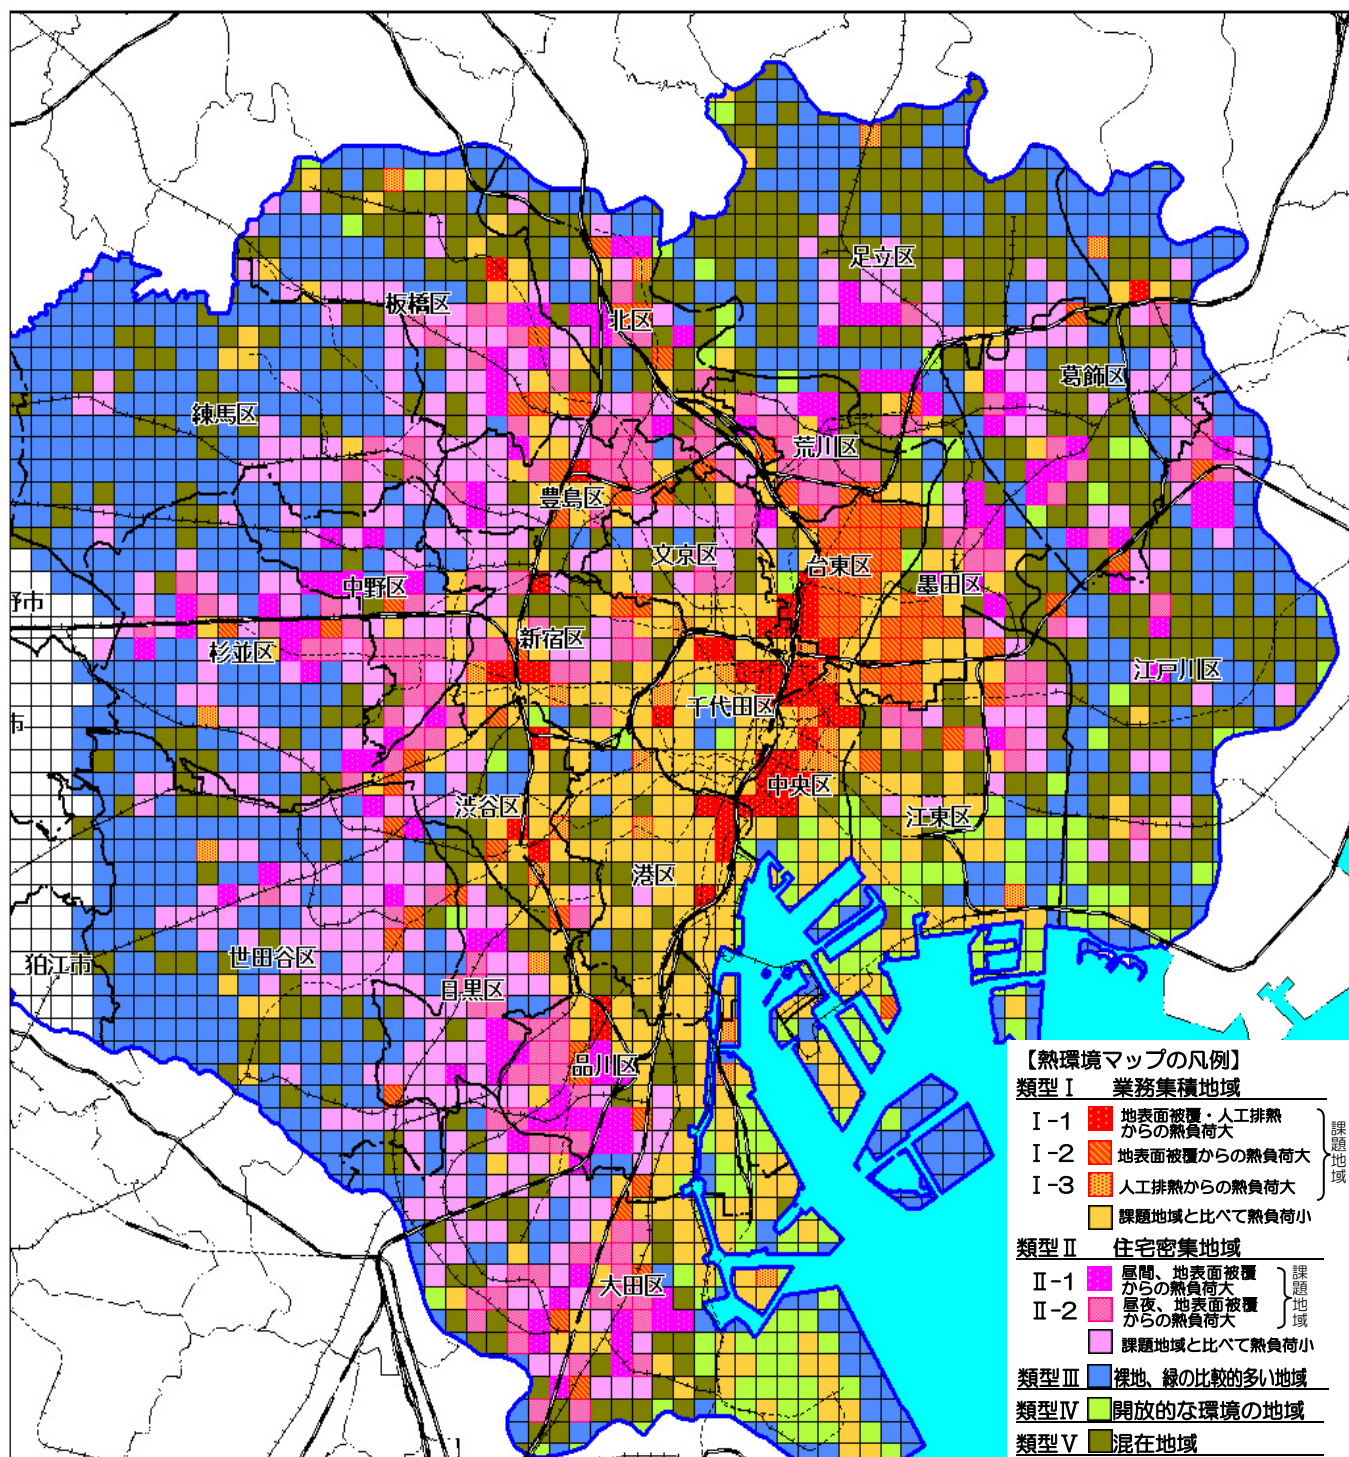 足立区
板橋区
北区
葛飾区
練馬区
荒川区
豊島区
文京区
台東区
中野区
墨田区
野市
新宿区
杉並区
江戸川区
千代田区
市
中央区
渋谷区
江東区
港区
世田谷区
狛江市
目黒区
品川区
大田区
【熱環境マップの凡例】
類型Ⅰ 業務集積地域
Ⅰ-1 地表面被覆・人工排熱
からの熱負荷大
Ⅰ-2 地表面被覆からの熱負荷大
Ⅰ-3 人工排熱からの熱負荷大
課題地域
課題地域と比べて熱負荷小
類型Ⅱ 住宅密集地域
Ⅱ-1 昼間、地表面被覆
からの熱負荷大
Ⅱ-2 昼夜、地表面被覆
からの熱負荷大
課題地域
課題地域と比べて熱負荷小
類型Ⅲ 裸地、緑の比較的多い地域
類型Ⅳ 開放的な環境の地域
類型Ⅴ 混在地域